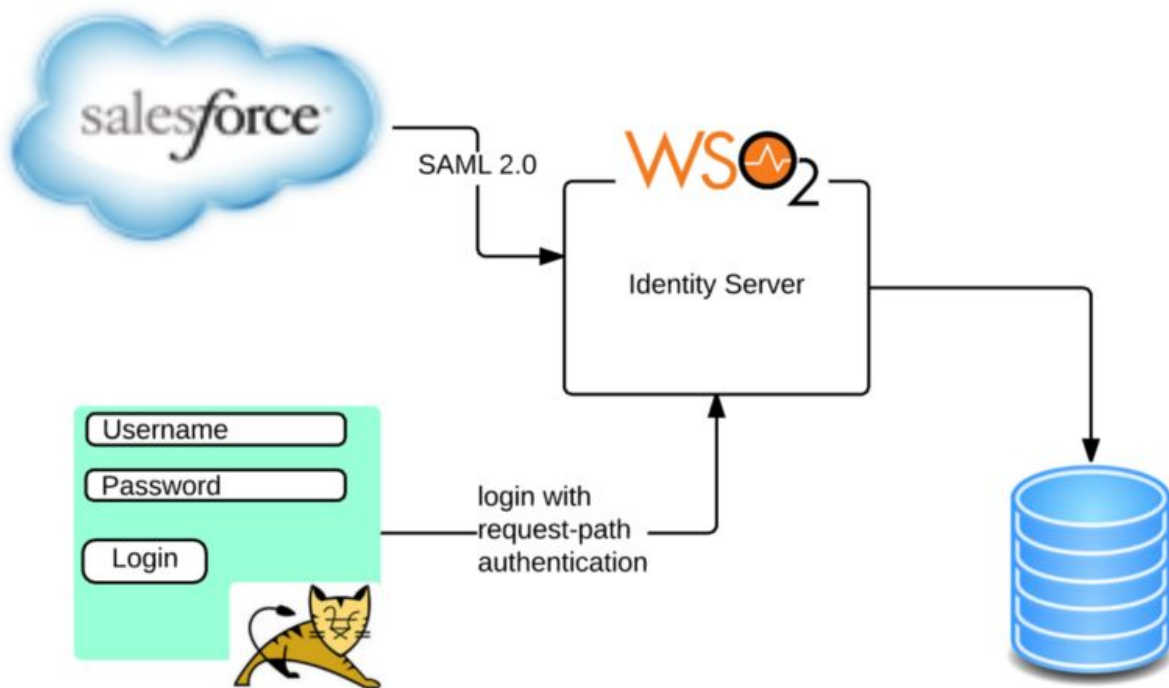 salesforce
SAML 2.0
WSO2
Identity Server
Username
Password
Login
login with
request-path
authentication